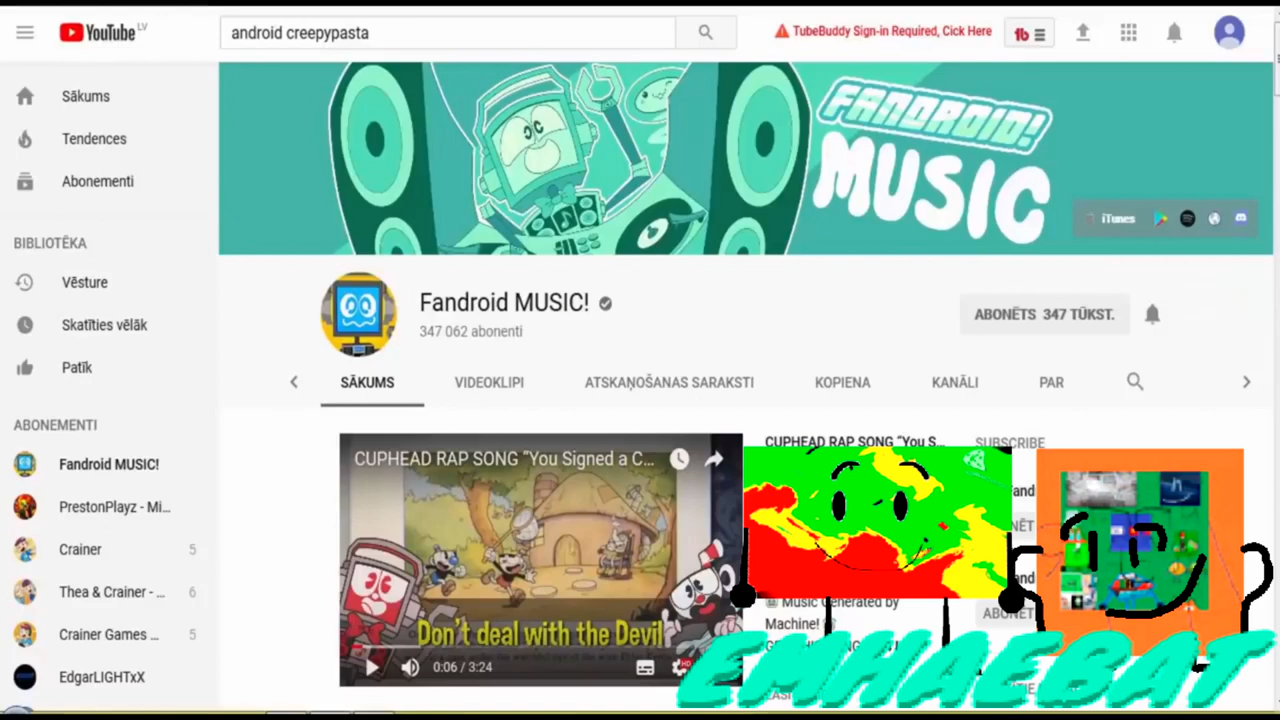 YouTube LV
android creepypasta
TubeBuddy Sign-in Required, Cick Here
tb
FANDROID!
MUSIC
iTunes
Sākums
Tendences
Abonementi
BIBLIOTĒKA
Vēsture
Skatīties vēlāk
Patīk
ABONEMENTI
Fandroid MUSIC!
PrestonPlayz - Mi...
Crainer 5
Thea & Crainer - ... 6
Crainer Games ... 5
EdgarLIGHTxX
Fandroid MUSIC!
347 062 abonenti
ABONĒTS 347 TŪKST.
SĀKUMS VIDEOKLIPI ATSKAŅOŠANAS SARAKSTI KOPIENA KANĀLI PAR
CUPHEAD RAP SONG "You Signed a C...
Don't deal with the Devil
0:06 / 3:24
HD
CUPHEAD RAP SONG "You S...
Music Generated by
Machine!
SUBSCRIBE
EMHAEBAT